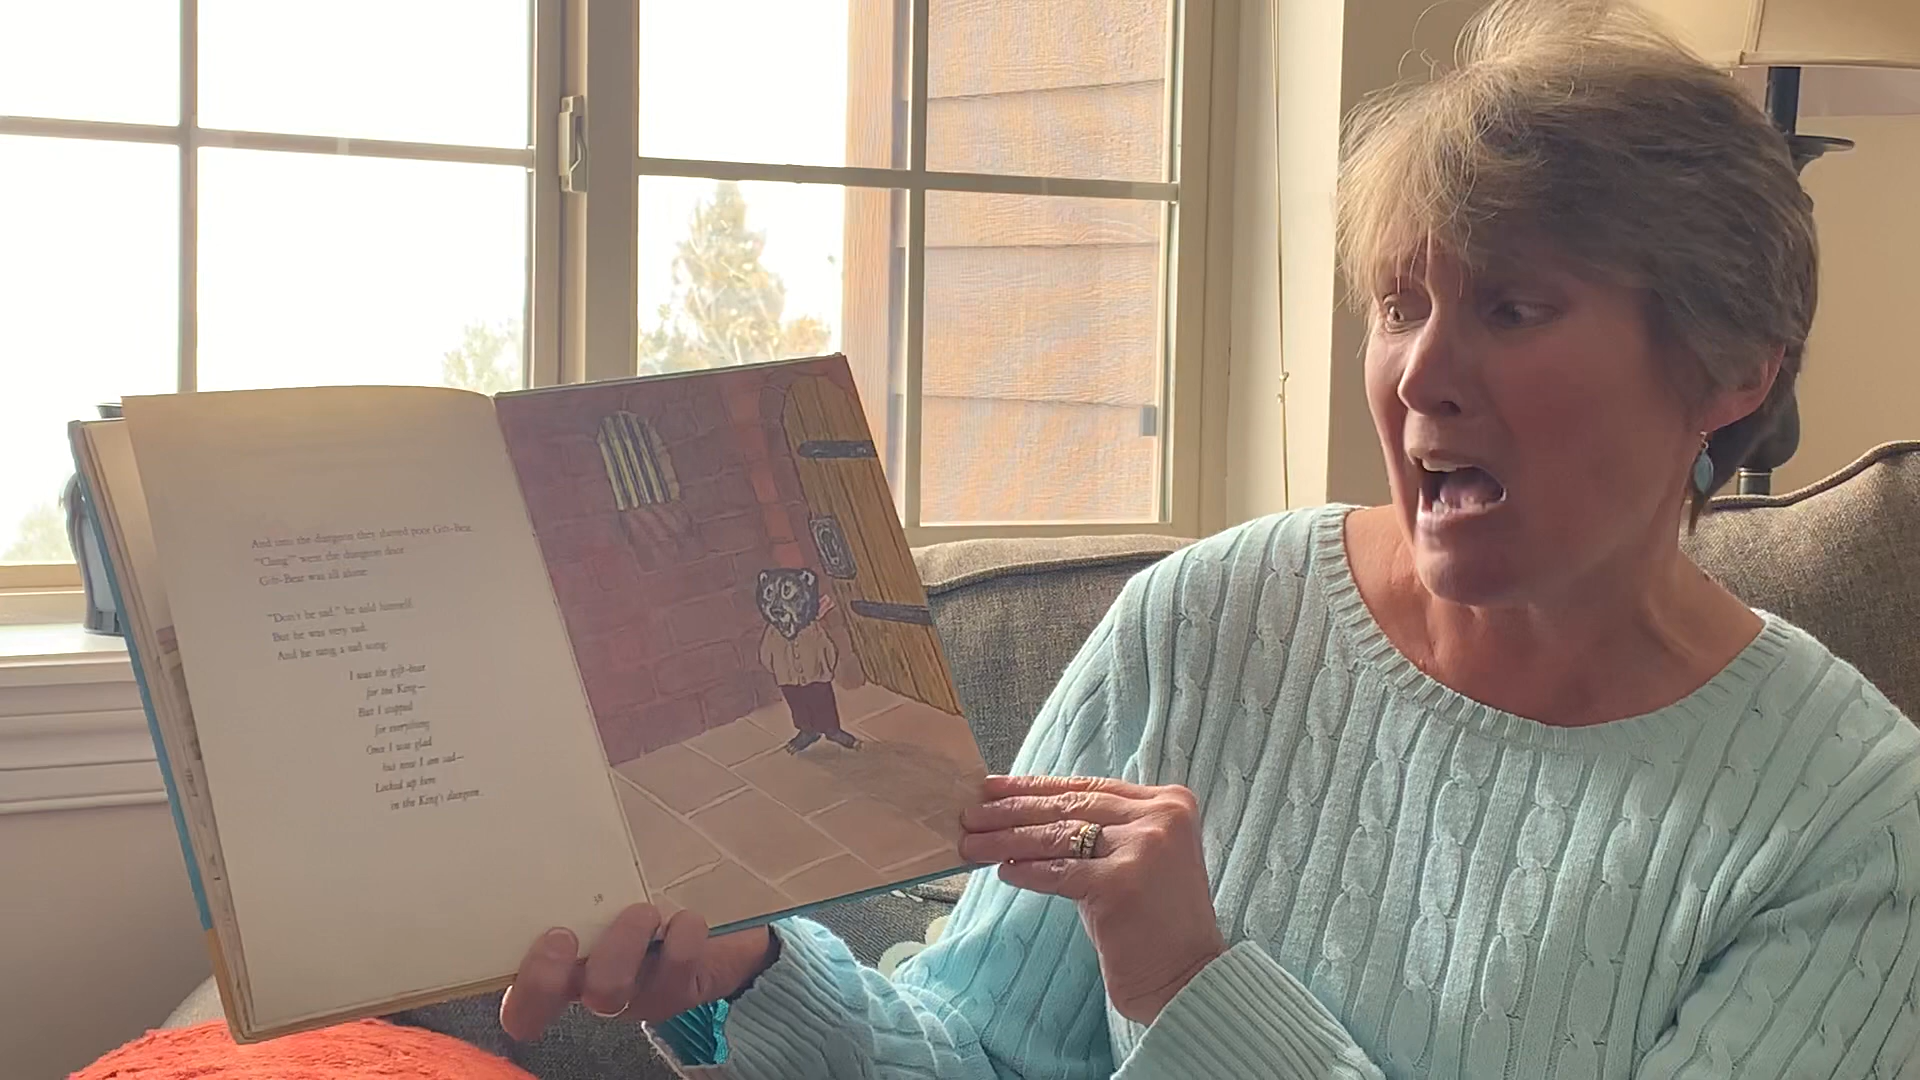 And into the dungeon they shoved poor Gift-Bear.
"Clang!" went the dungeon door.
Gift-Bear was all alone.
"Don't be sad," he told himself.
But he was very sad.
And he sang a sad song:
I was the gift-bear
for the King—
But I stopped
for everything
Once I was glad
but now I am sad—
Locked up here
in the King's dungeon.
38